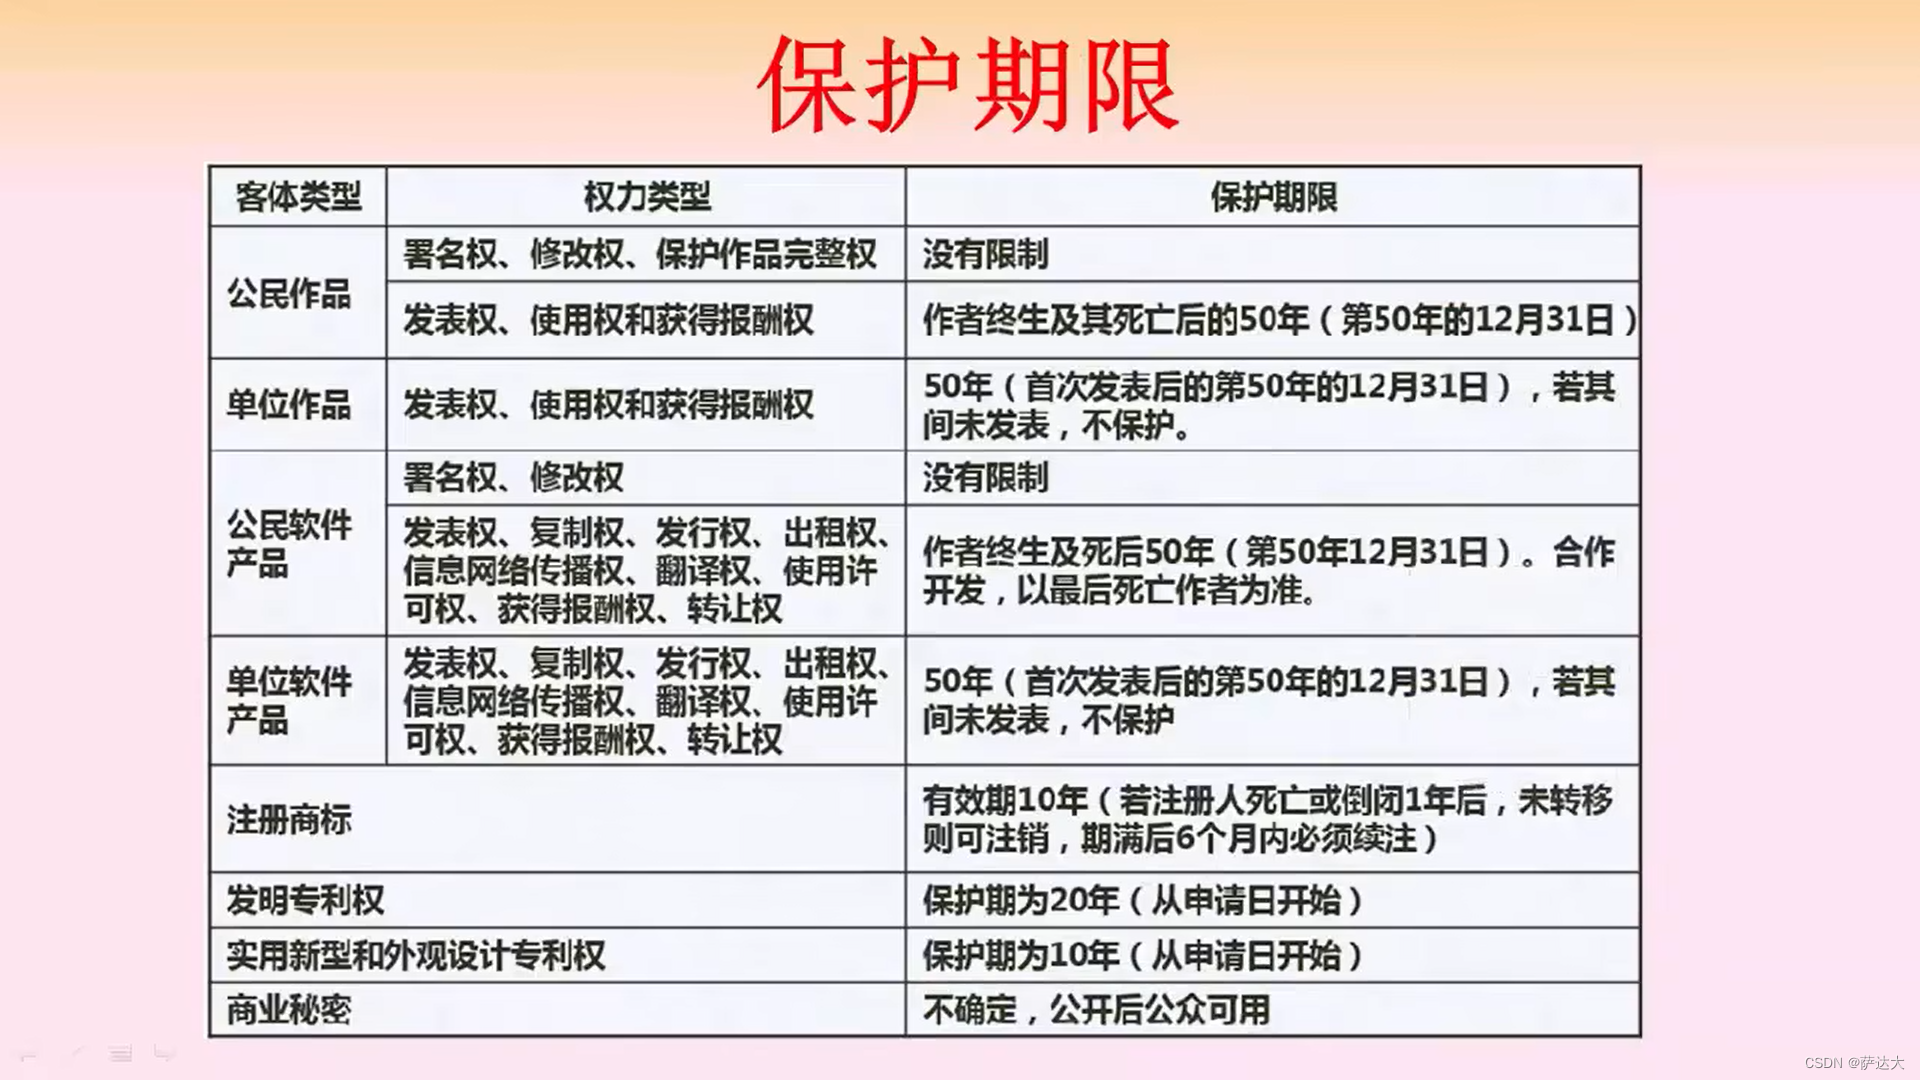 保护期限
客体类型 权力类型 保护期限
公民作品
署名权、修改权、保护作品完整权 没有限制
发表权、使用权和获得报酬权 作者终生及其死亡后的50年（第50年的12月31日）
单位作品 发表权、使用权和获得报酬权
50年（首次发表后的第50年的12月31日），若其
间未发表，不保护。
公民软件
产品
署名权、修改权 没有限制
发表权、复制权、发行权、出租权、
信息网络传播权、翻译权、使用许
可权、获得报酬权、转让权
作者终生及死后50年（第50年12月31日）。合作
开发，以最后死亡作者为准。
单位软件
产品
发表权、复制权、发行权、出租权、
信息网络传播权、翻译权、使用许
可权、获得报酬权、转让权
50年（首次发表后的第50年的12月31日），若其
间未发表，不保护
注册商标
有效期10年（若注册人死亡或倒闭1年后，未转移
则可注销，期满后6个月内必须续注）
发明专利权 保护期为20年（从申请日开始）
实用新型和外观设计专利权 保护期为10年（从申请日开始）
商业秘密 不确定，公开后公众可用
CSDN @萨达大